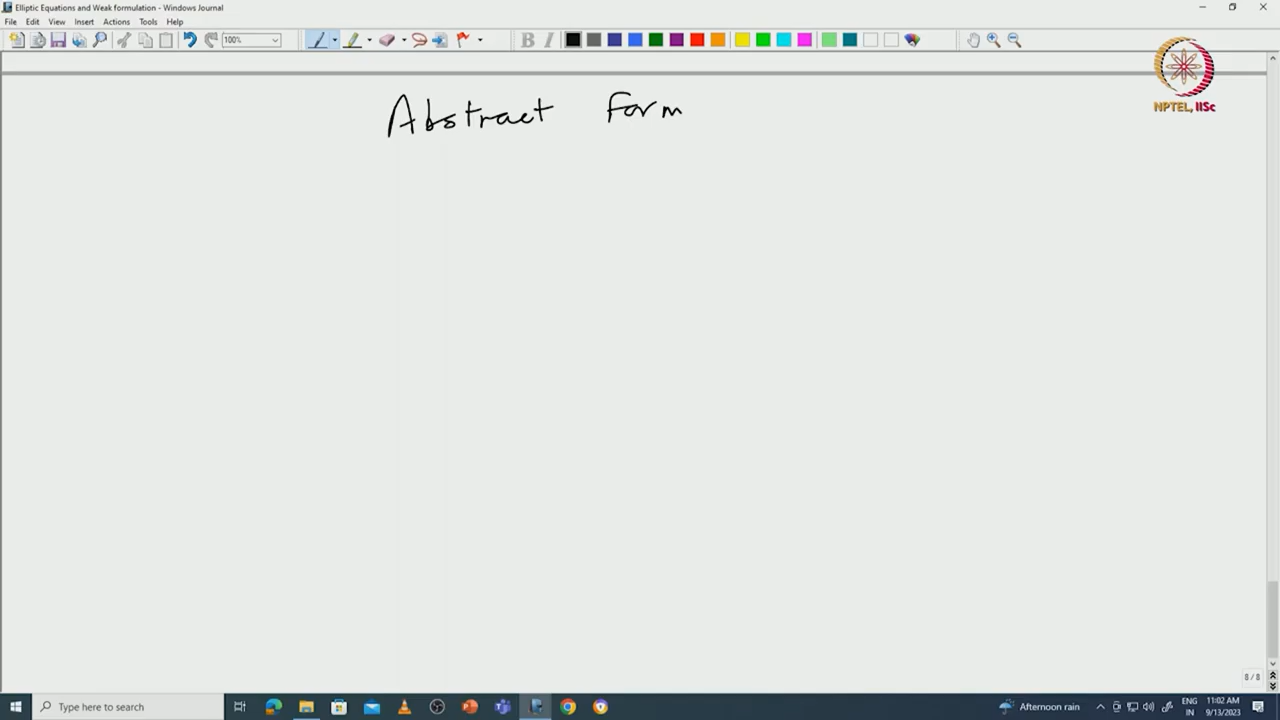 Elliptic Equations and Weak formulation - Windows Journal
File Edit View Insert Actions Tools Help
100%
B I
NPTEL, IISc
Abstract Form
8 / 8
Type here to search
Afternoon rain
ENG
IN
11:02 AM
9/13/2023